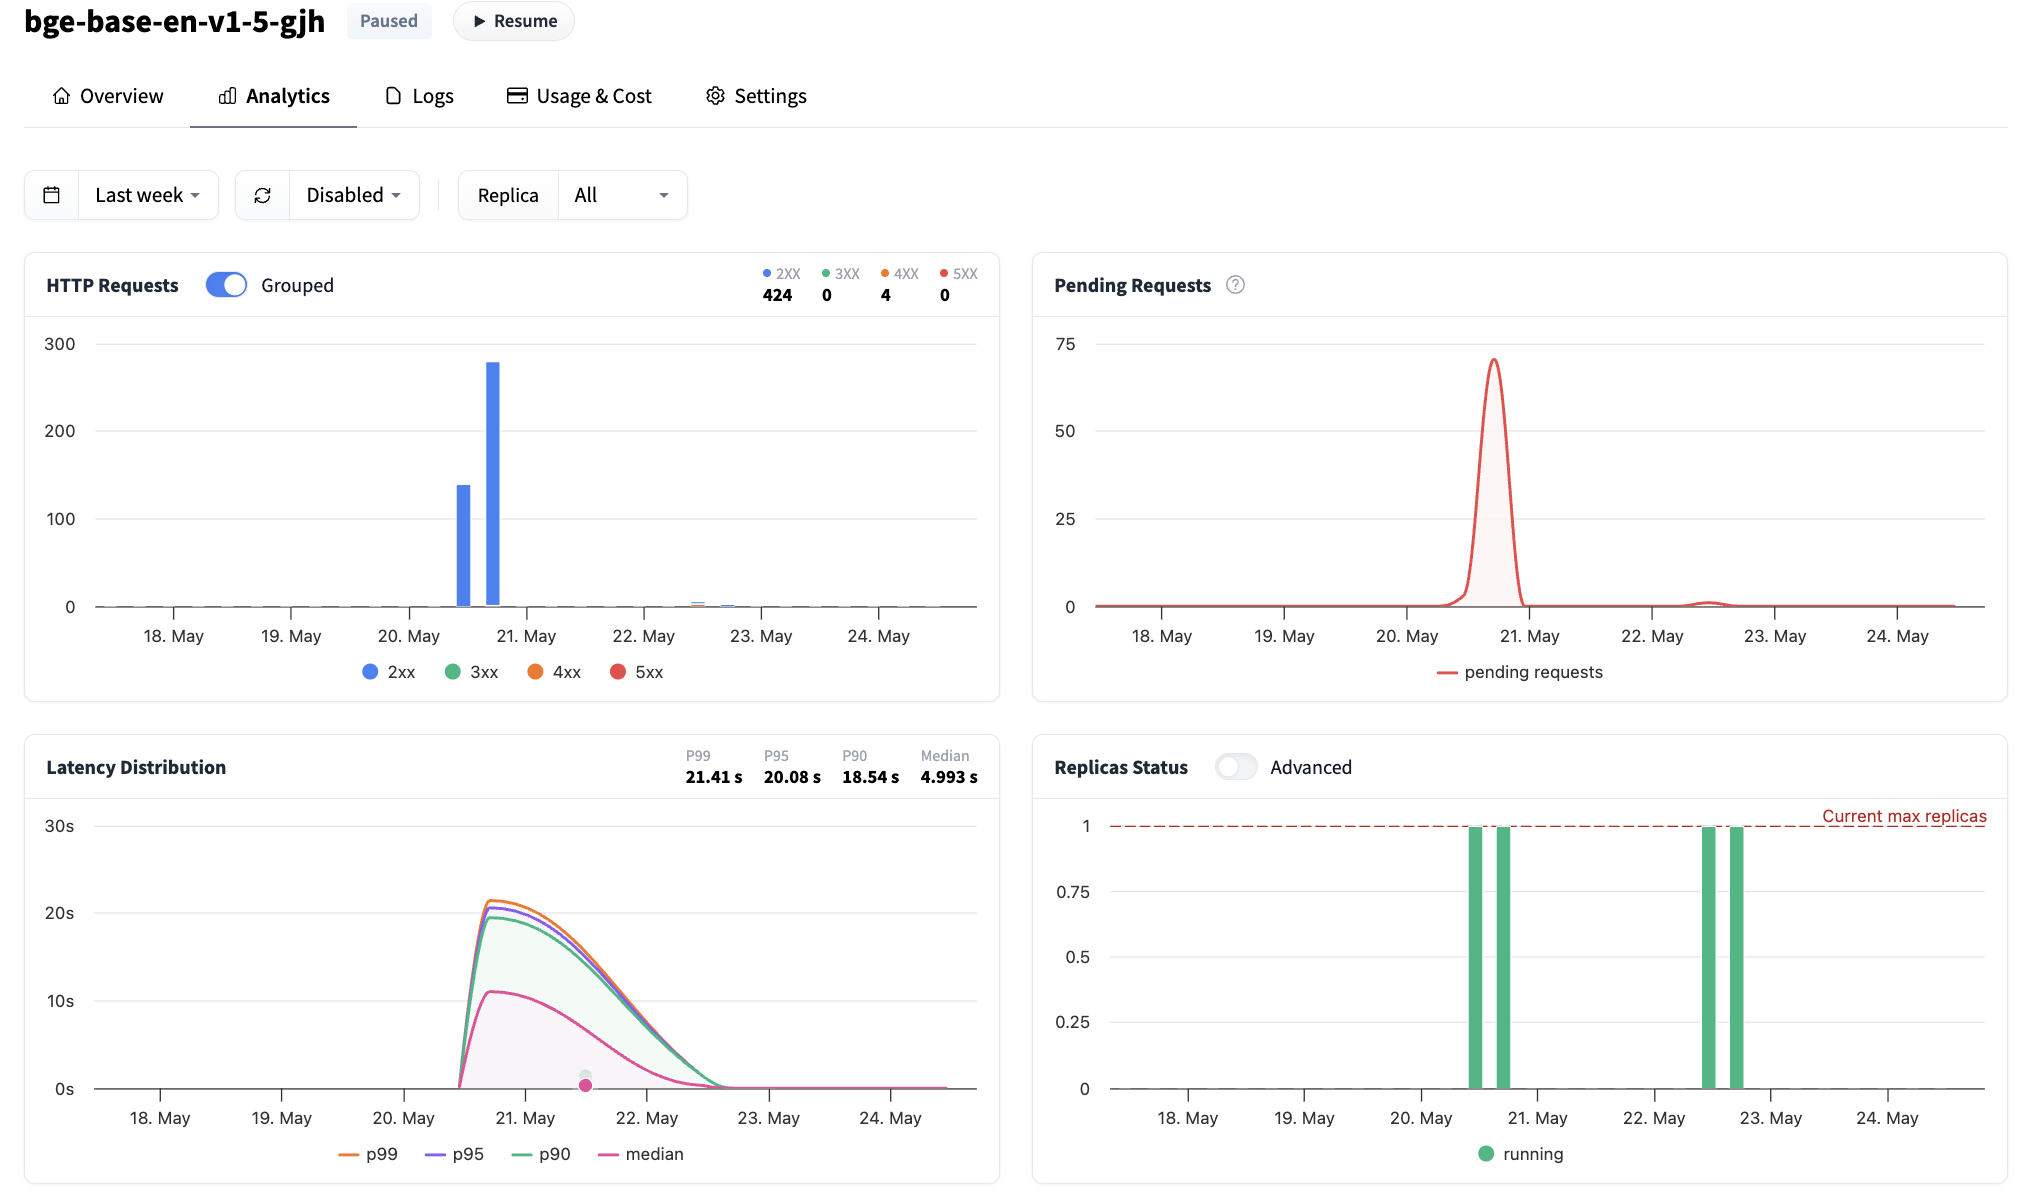 bge-base-en-v1-5-gjh Paused Resume
Overview Analytics Logs Usage & Cost Settings
Last week Disabled Replica All
HTTP Requests Grouped
2XX 3XX 4XX 5XX
424 0 4 0
300
200
100
0
18. May 19. May 20. May 21. May 22. May 23. May 24. May
2xx 3xx 4xx 5xx
Pending Requests ?
75
50
25
0
18. May 19. May 20. May 21. May 22. May 23. May 24. May
pending requests
Latency Distribution
P99 P95 P90 Median
21.41 s 20.08 s 18.54 s 4.993 s
30s
20s
10s
0s
18. May 19. May 20. May 21. May 22. May 23. May 24. May
p99 p95 p90 median
Replicas Status Advanced
Current max replicas
1
0.75
0.5
0.25
0
18. May 19. May 20. May 21. May 22. May 23. May 24. May
running